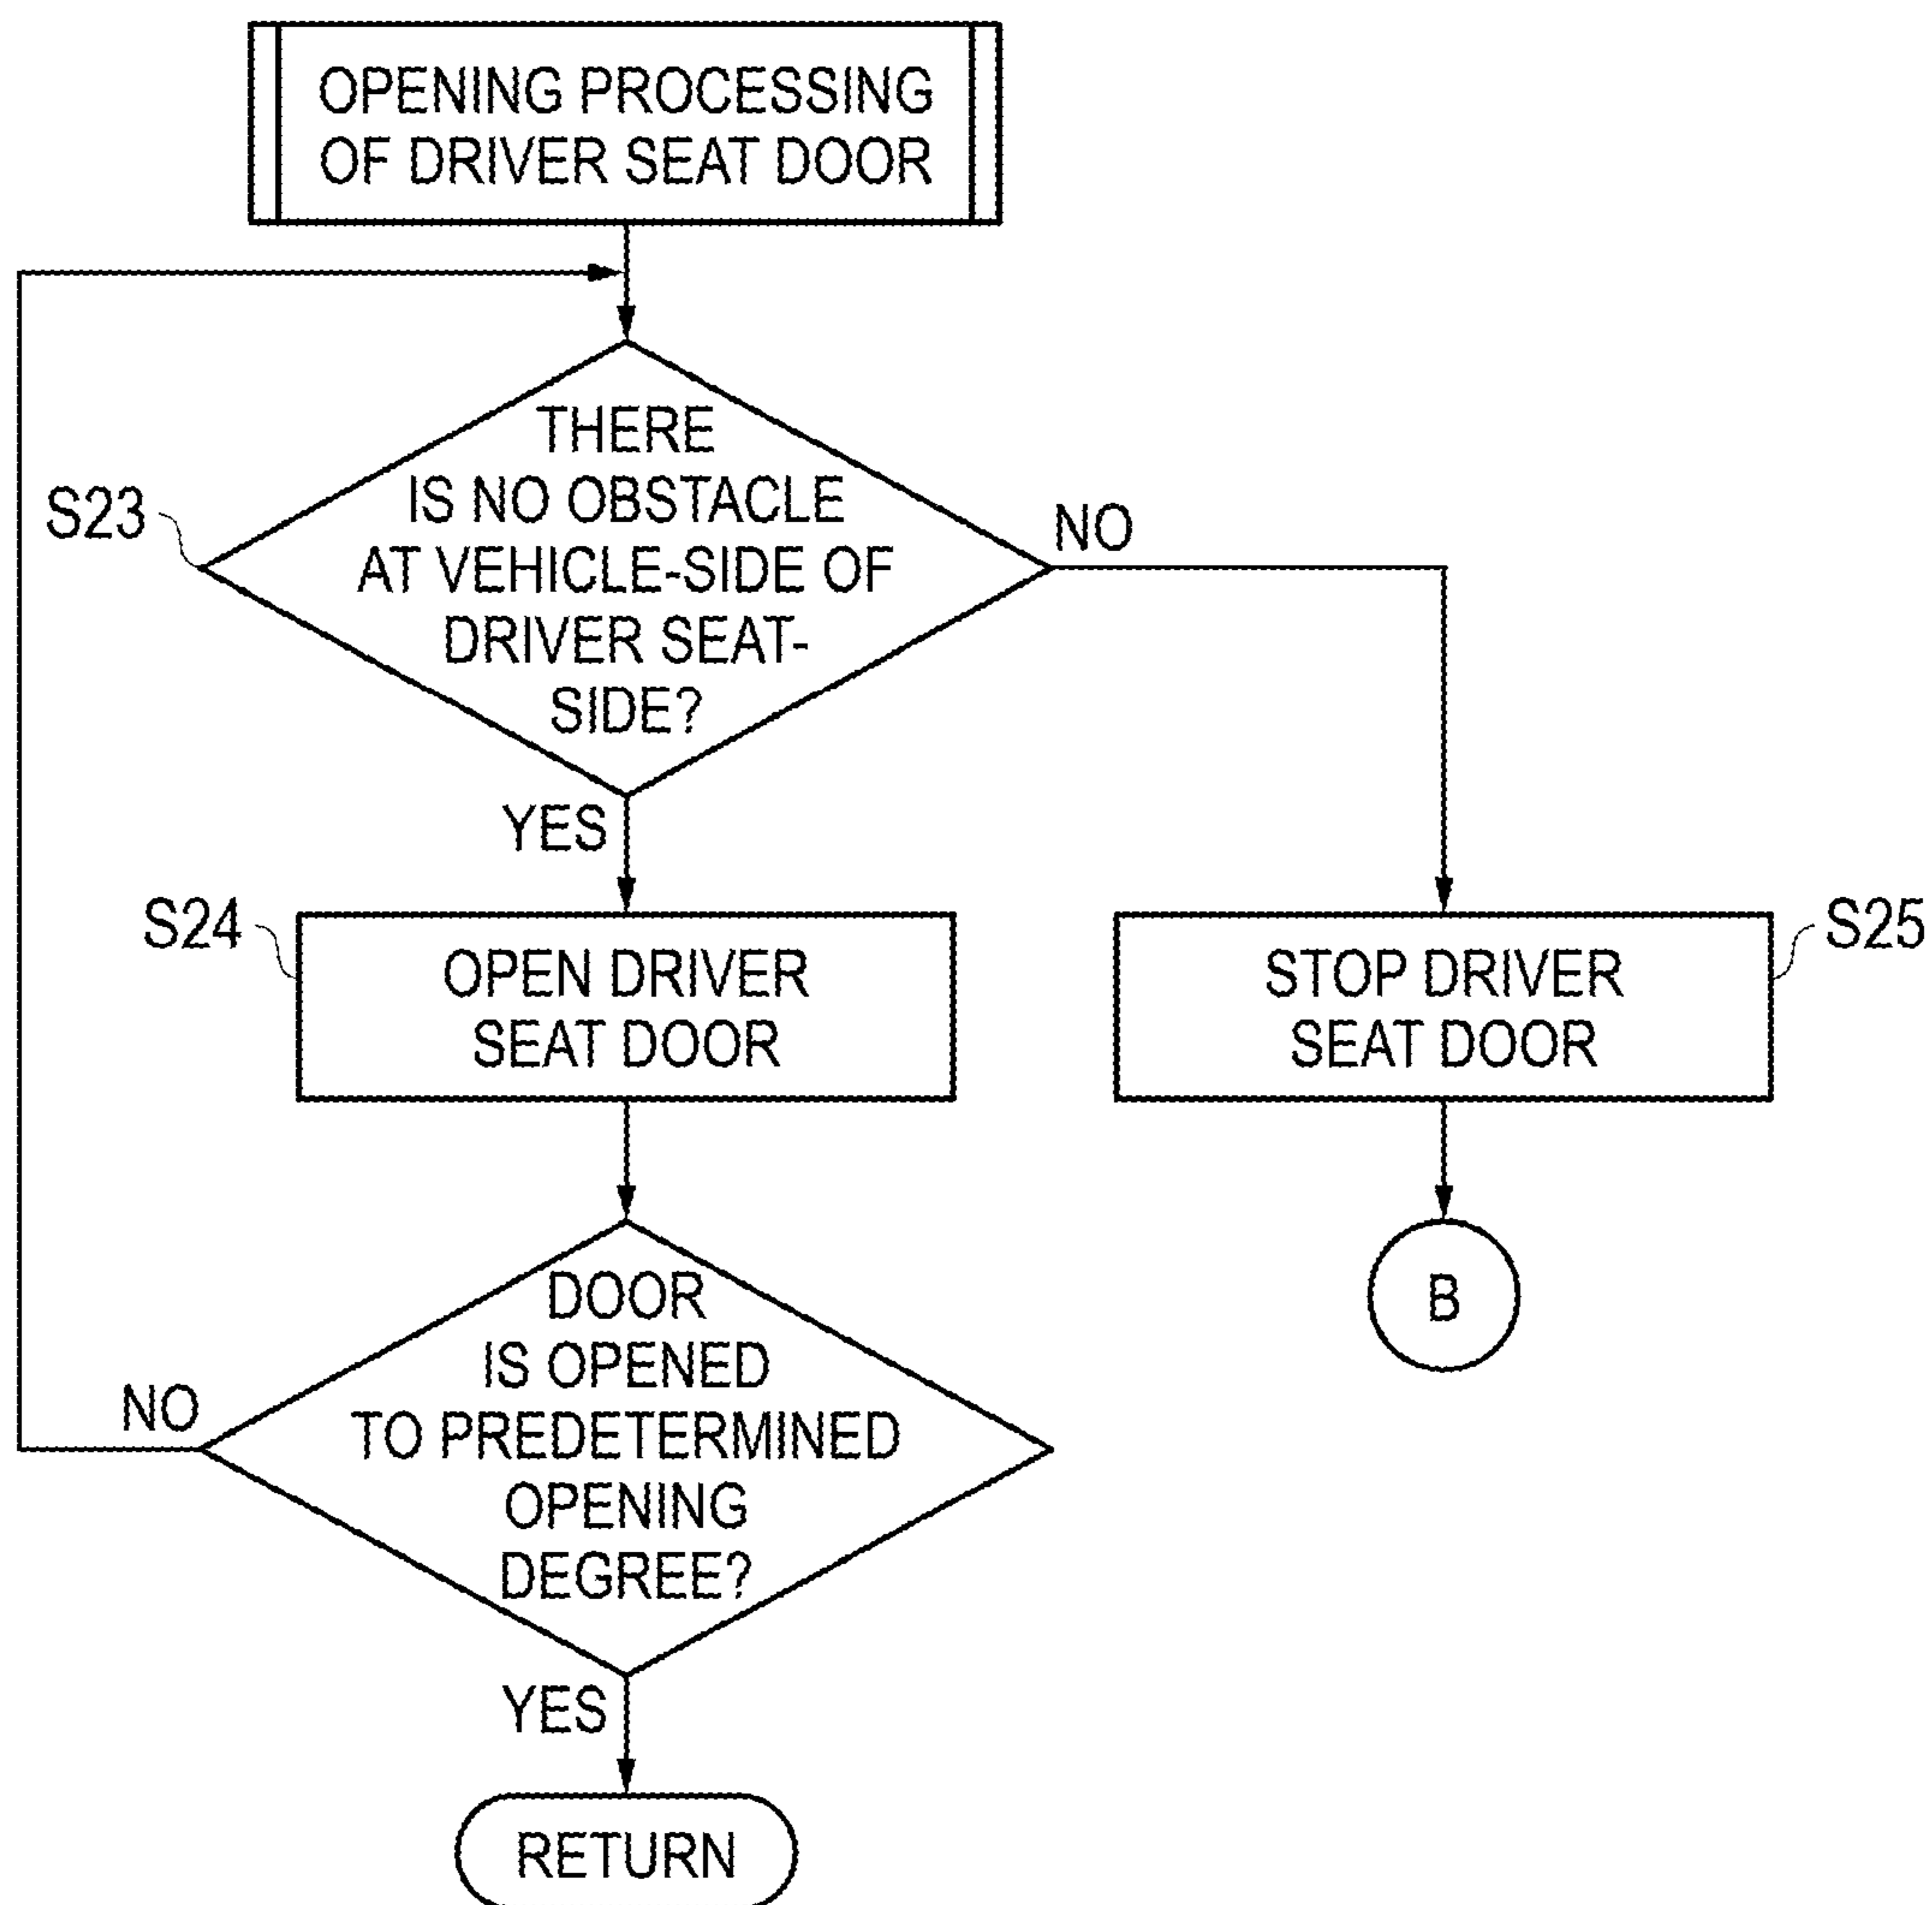 OPENING PROCESSING
OF DRIVER SEAT DOOR
THERE
IS NO OBSTACLE
AT VEHICLE-SIDE OF
DRIVER SEAT-
SIDE?
S23
NO
YES
S24
OPEN DRIVER
SEAT DOOR
STOP DRIVER
SEAT DOOR
S25
DOOR
IS OPENED
TO PREDETERMINED
OPENING
DEGREE?
NO
B
YES
RETURN